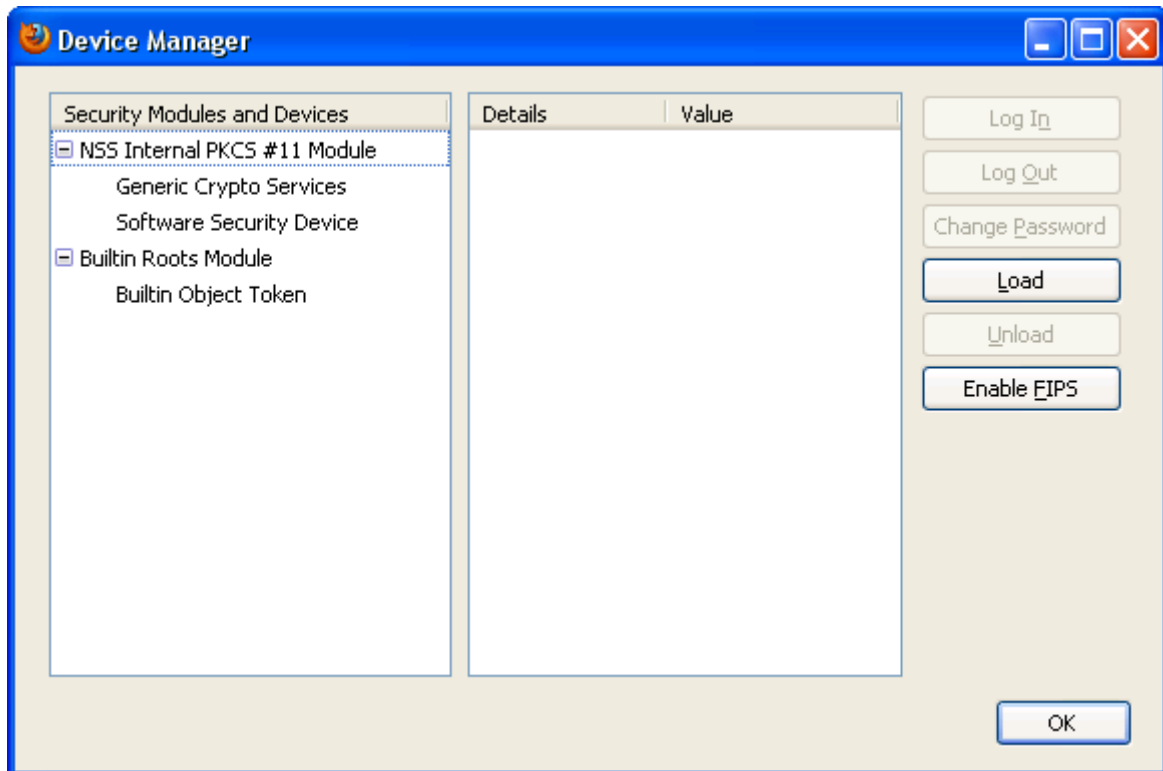 Device Manager
Security Modules and Devices
NSS Internal PKCS #11 Module
Generic Crypto Services
Software Security Device
Builtin Roots Module
Builtin Object Token
Details Value
Log In
Log Out
Change Password
Load
Unload
Enable FIPS
OK